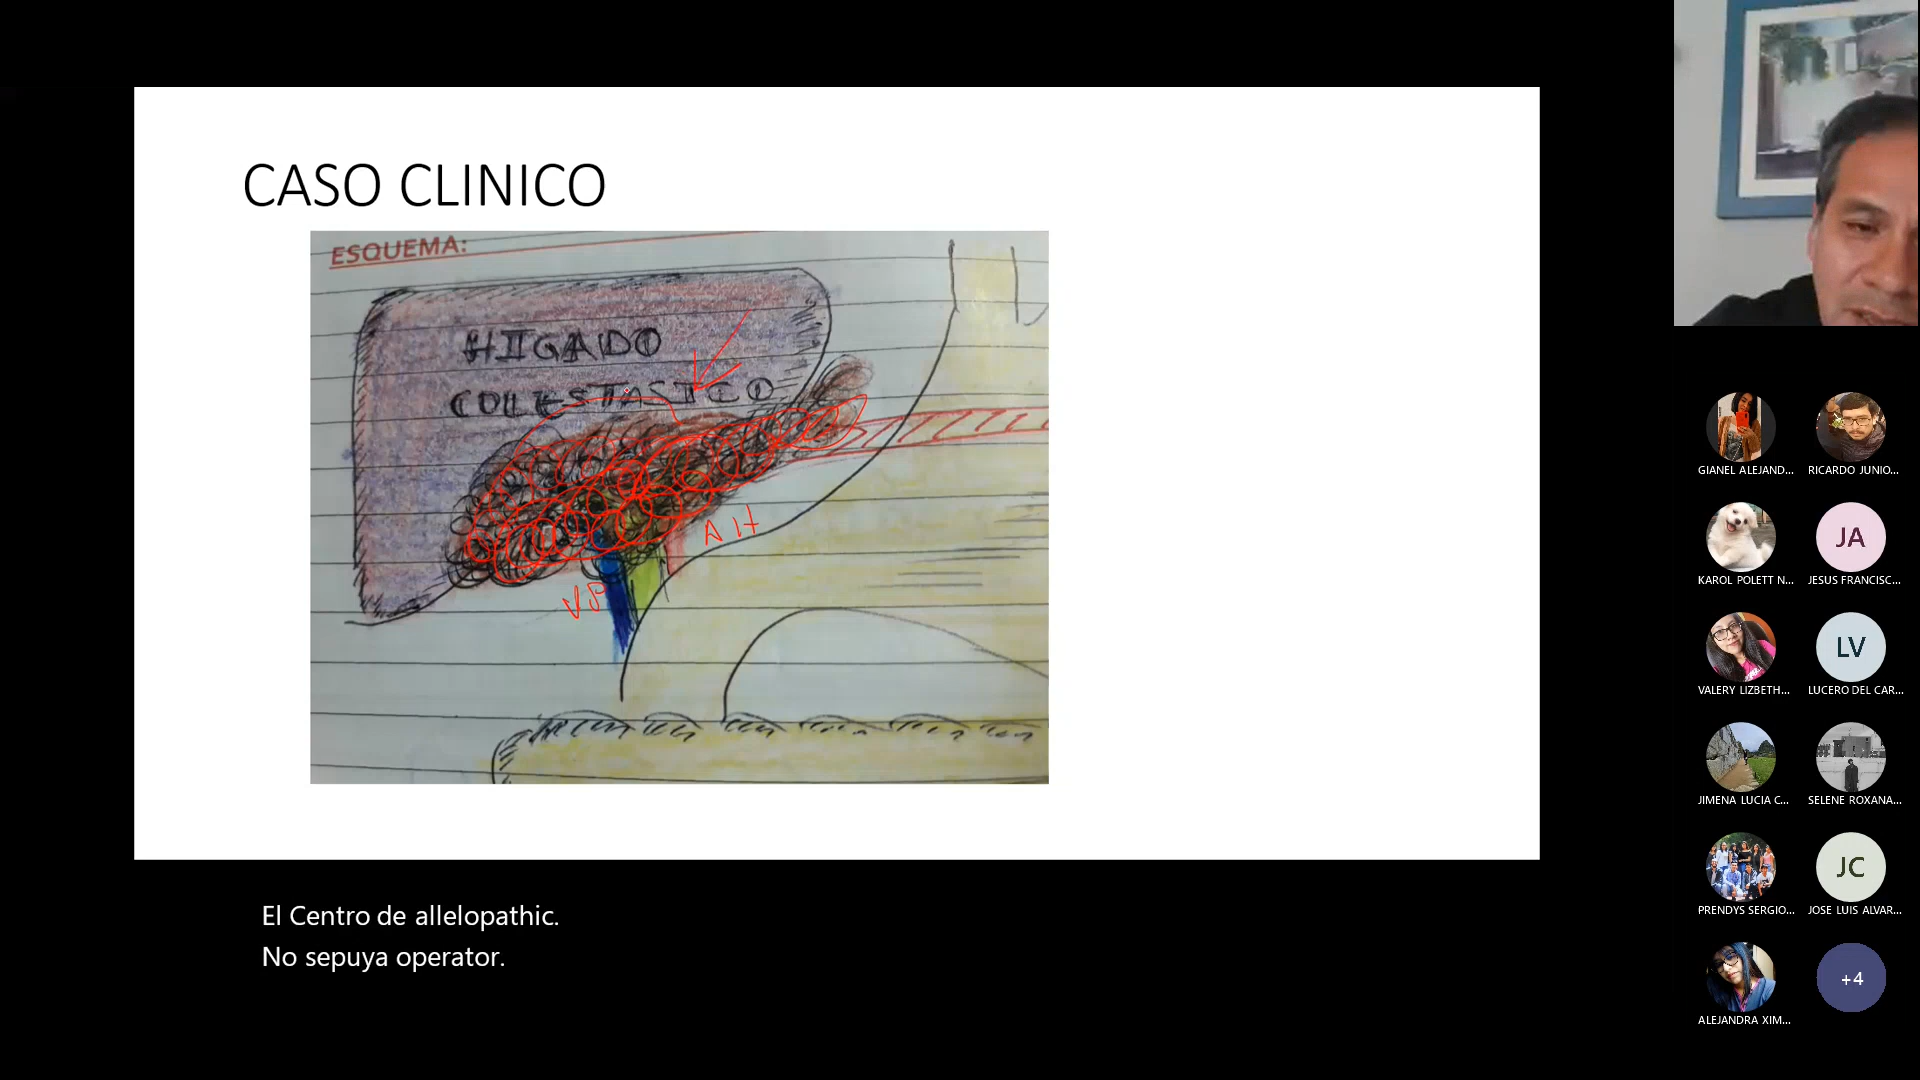 CASO CLINICO
ESQUEMA:
HIGADO
COLESTASTCO
AH
VP
El Centro de allelopathic.
No sepuya operator.
GIANEL ALEJAND...
RICARDO JUNIO...
KAROL POLETT N...
JA
JESUS FRANCISC...
VALERY LIZBETH...
LV
LUCERO DEL CAR...
JIMENA LUCIA C...
SELENE ROXANA...
PRENDYS SERGIO...
JC
JOSE LUIS ALVAR...
ALEJANDRA XIM...
+4